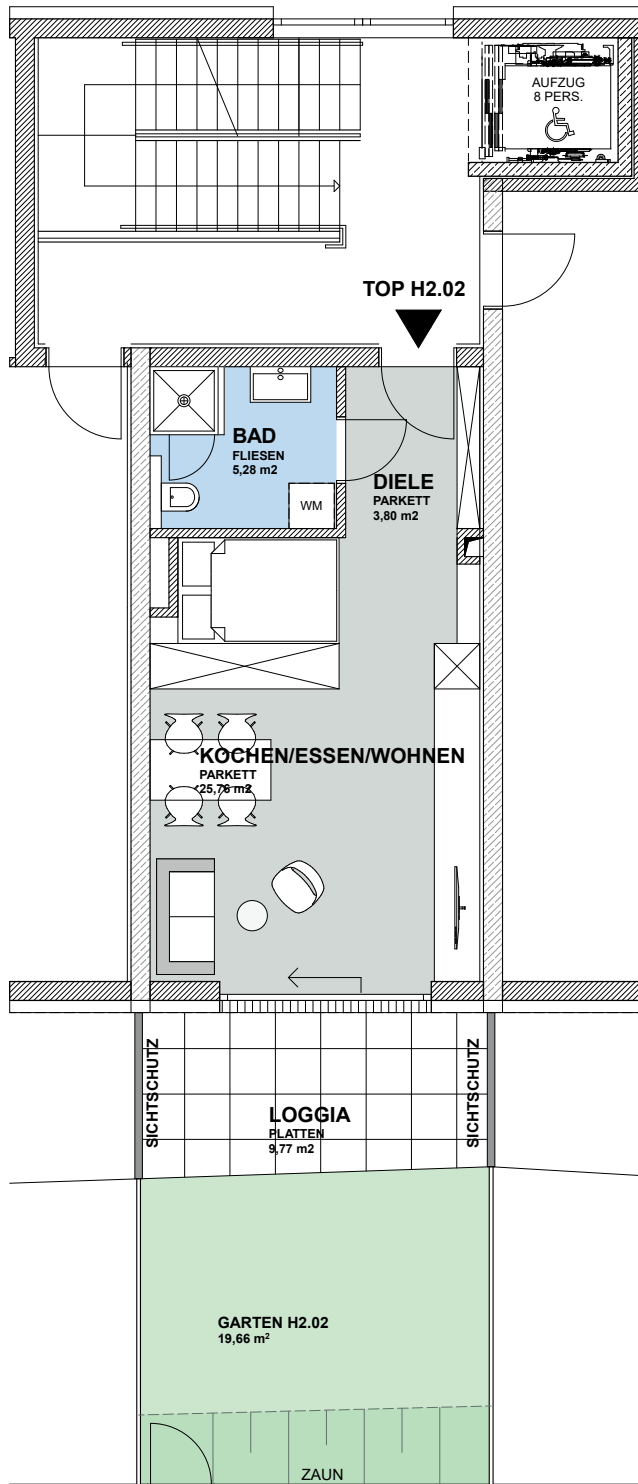 AUFZUG
8 PERS.
TOP H2.02
BAD
FLIESEN
5,28 m2
WM
DIELE
PARKETT
3,80 m2
KOCHEN/ESSEN/WOHNEN
PARKETT
25,76 m2
SICHTSCHUTZ
SICHTSCHUTZ
LOGGIA
PLATTEN
9,77 m2
GARTEN H2.02
19,66 m²
ZAUN